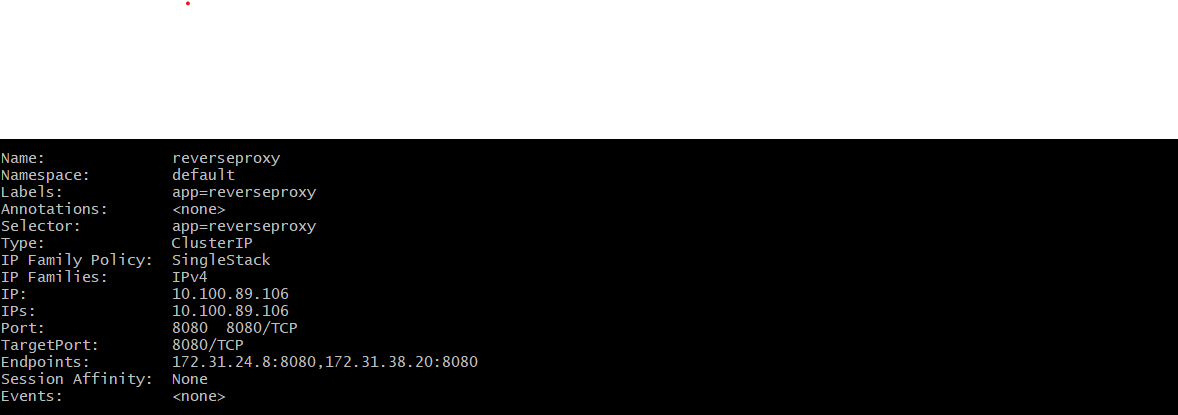 Name: reverseproxy
Namespace: default
Labels: app=reverseproxy
Annotations: <none>
Selector: app=reverseproxy
Type: ClusterIP
IP Family Policy: SingleStack
IP Families: IPv4
IP: 10.100.89.106
IPs: 10.100.89.106
Port: 8080 8080/TCP
TargetPort: 8080/TCP
Endpoints: 172.31.24.8:8080,172.31.38.20:8080
Session Affinity: None
Events: <none>